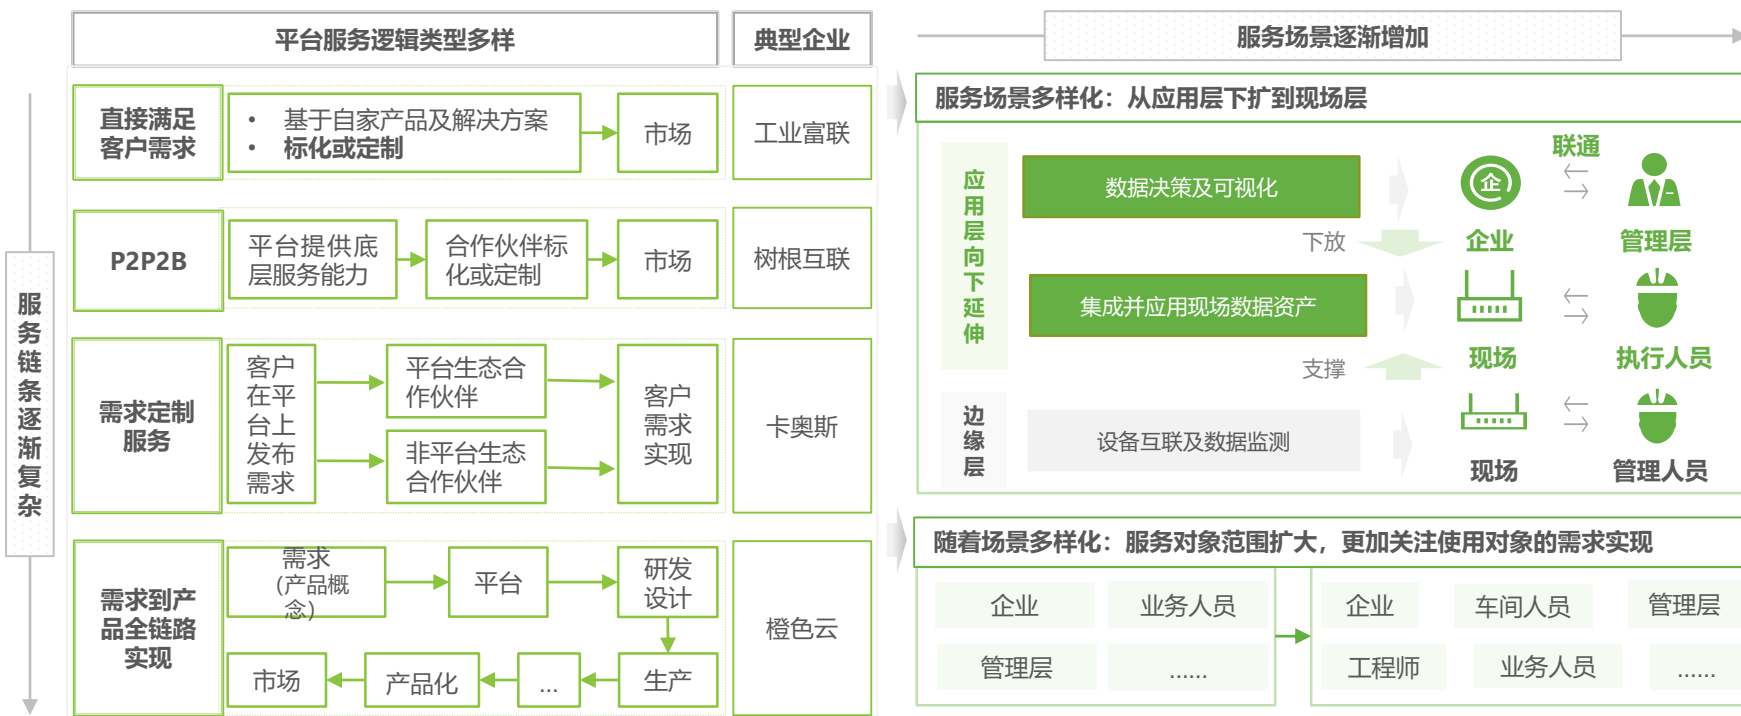 平台服务逻辑类型多样
典型企业
服务链条逐渐复杂
直接满足
客户需求
• 基于自家产品及解决方案
• 标化或定制
市场
工业富联
P2P2B
平台提供底
层服务能力
合作伙伴标
化或定制
市场
树根互联
需求定制
服务
客户
在平
台上
发布
需求
平台生态合
作伙伴
非平台生态
合作伙伴
客户
需求
实现
卡奥斯
需求到产
品全链路
实现
需求
(产品概
念)
平台
研发
设计
生产
...
产品化
市场
橙色云
服务场景逐渐增加
服务场景多样化：从应用层下扩到现场层
应用层向下延伸
数据决策及可视化
联通
企
企业
管理层
下放
集成并应用现场数据资产
现场
执行人员
支撑
边缘层
设备互联及数据监测
现场
管理人员
随着场景多样化：服务对象范围扩大，更加关注使用对象的需求实现
企业
业务人员
管理层
......
企业
车间人员
管理层
工程师
业务人员
......